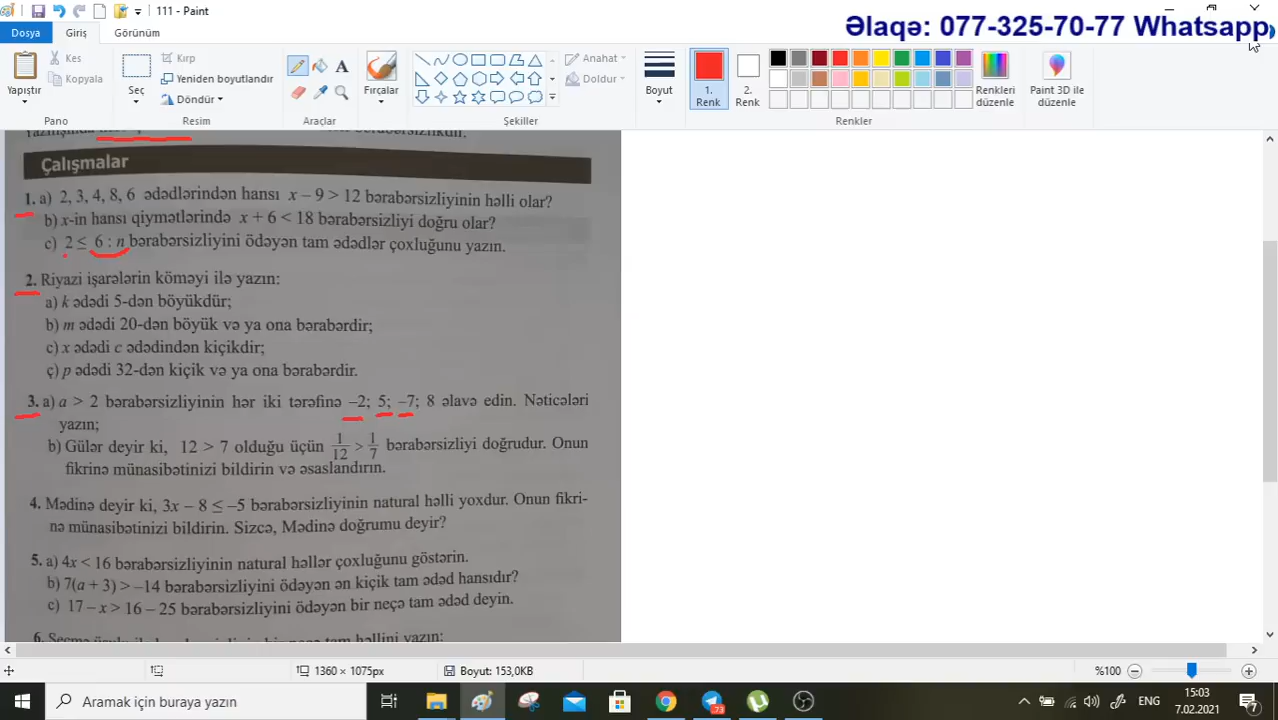 111 - Paint
Əlaqə: 077-325-70-77 Whatsapp
Dosya Giriş Görünüm
Yapıştır
Kes
Kopyala
Pano
Seç
Kırp
Yeniden boyutlandır
Döndür
Resim
Araçlar
Fırçalar
Anahat
Doldur
Şekiller
Boyut
1. Renk
2. Renk
Renkleri düzenle
Renkler
Paint 3D ile düzenle
Çalışmalar
1. a) 2, 3, 4, 8, 6 ədədlərindən hansı x – 9 > 12 bərabərsizliyinin həlli olar?
b) x-in hansı qiymətlərində x + 6 < 18 bərabərsizliyi doğru olar?
c) 2 ≤ 6 : n bərabərsizliyini ödəyən tam ədədlər çoxluğunu yazın.
2. Riyazi işarələrin köməyi ilə yazın:
a) k ədədi 5-dən böyükdür;
b) m ədədi 20-dən böyük və ya ona bərabərdir;
c) x ədədi c ədədindən kiçikdir;
ç) p ədədi 32-dən kiçik və ya ona bərabərdir.
3. a) a > 2 bərabərsizliyinin hər iki tərəfinə –2; 5; –7; 8 əlavə edin. Nəticələri
yazın;
b) Gülər deyir ki, 12 > 7 olduğu üçün 1/12 > 1/7 bərabərsizliyi doğrudur. Onun
fikrinə münasibətinizi bildirin və əsaslandırın.
4. Mədinə deyir ki, 3x – 8 ≤ –5 bərabərsizliyinin natural həlli yoxdur. Onun fikri-
nə münasibətinizi bildirin. Sizcə, Mədinə doğrumu deyir?
5. a) 4x < 16 bərabərsizliyinin natural həllər çoxluğunu göstərin.
b) 7(a + 3) > –14 bərabərsizliyini ödəyən ən kiçik tam ədəd hansıdır?
c) 17 – x > 16 – 25 bərabərsizliyini ödəyən bir neçə tam ədəd deyin.
6.
həllini yazın:
1360 × 1075px
Boyut: 153,0KB
%100
Aramak için buraya yazın
73
ENG
15:03
7.02.2021
7